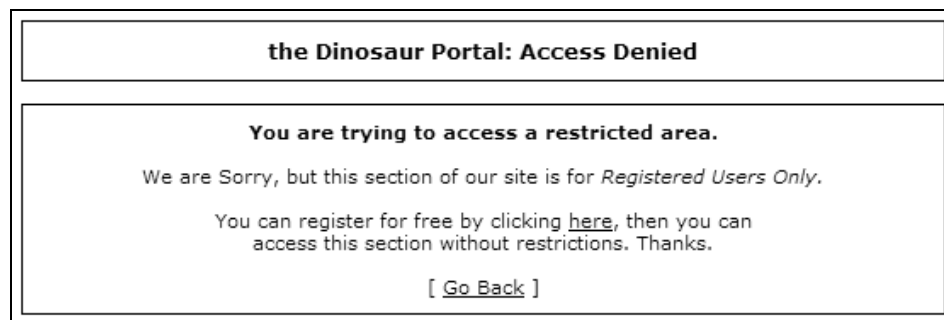 the Dinosaur Portal: Access Denied
You are trying to access a restricted area.
We are Sorry, but this section of our site is for Registered Users Only.
You can register for free by clicking here, then you can
access this section without restrictions. Thanks.
[ Go Back ]